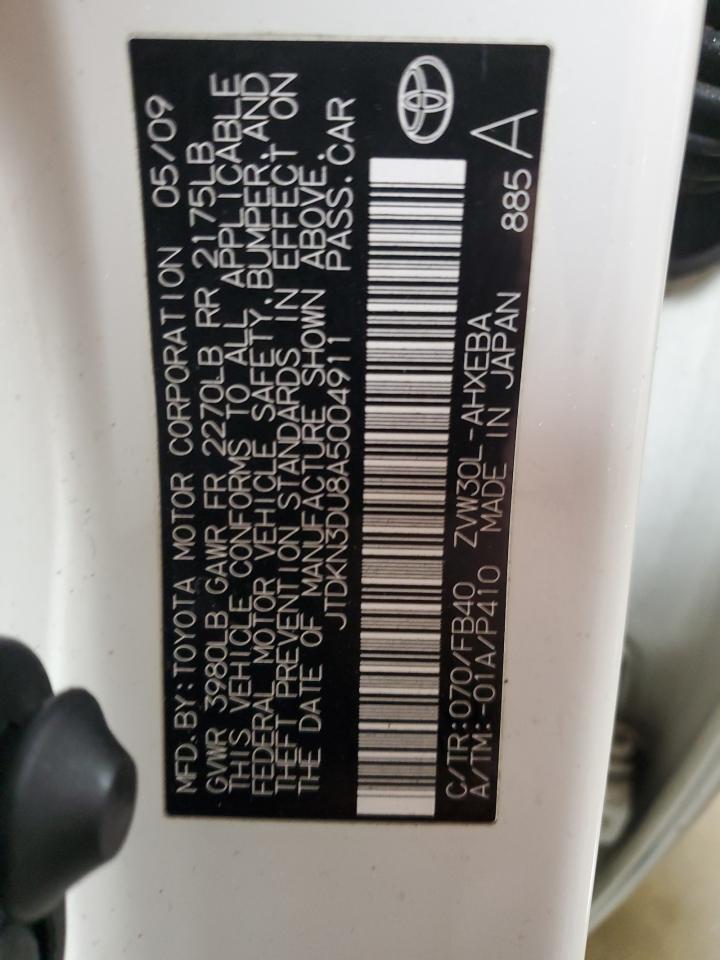 MFD.BY:TOYOTA MOTOR CORPORATION 05/09
GVWR 3980LB GAWR FR 2270LB RR 2175LB
THIS VEHICLE CONFORMS TO ALL APPLICABLE
FEDERAL MOTOR VEHICLE SAFETY,BUMPER,AND
THEFT PREVENTION STANDARDS IN EFFECT ON
THE DATE OF MANUFACTURE SHOWN ABOVE.
JTDKN3DU8A5004911 PASS.CAR
C/TR:070/FB40 ZVW30L-AHXEBA
A/TM:-01A/P410 MADE IN JAPAN 885 A